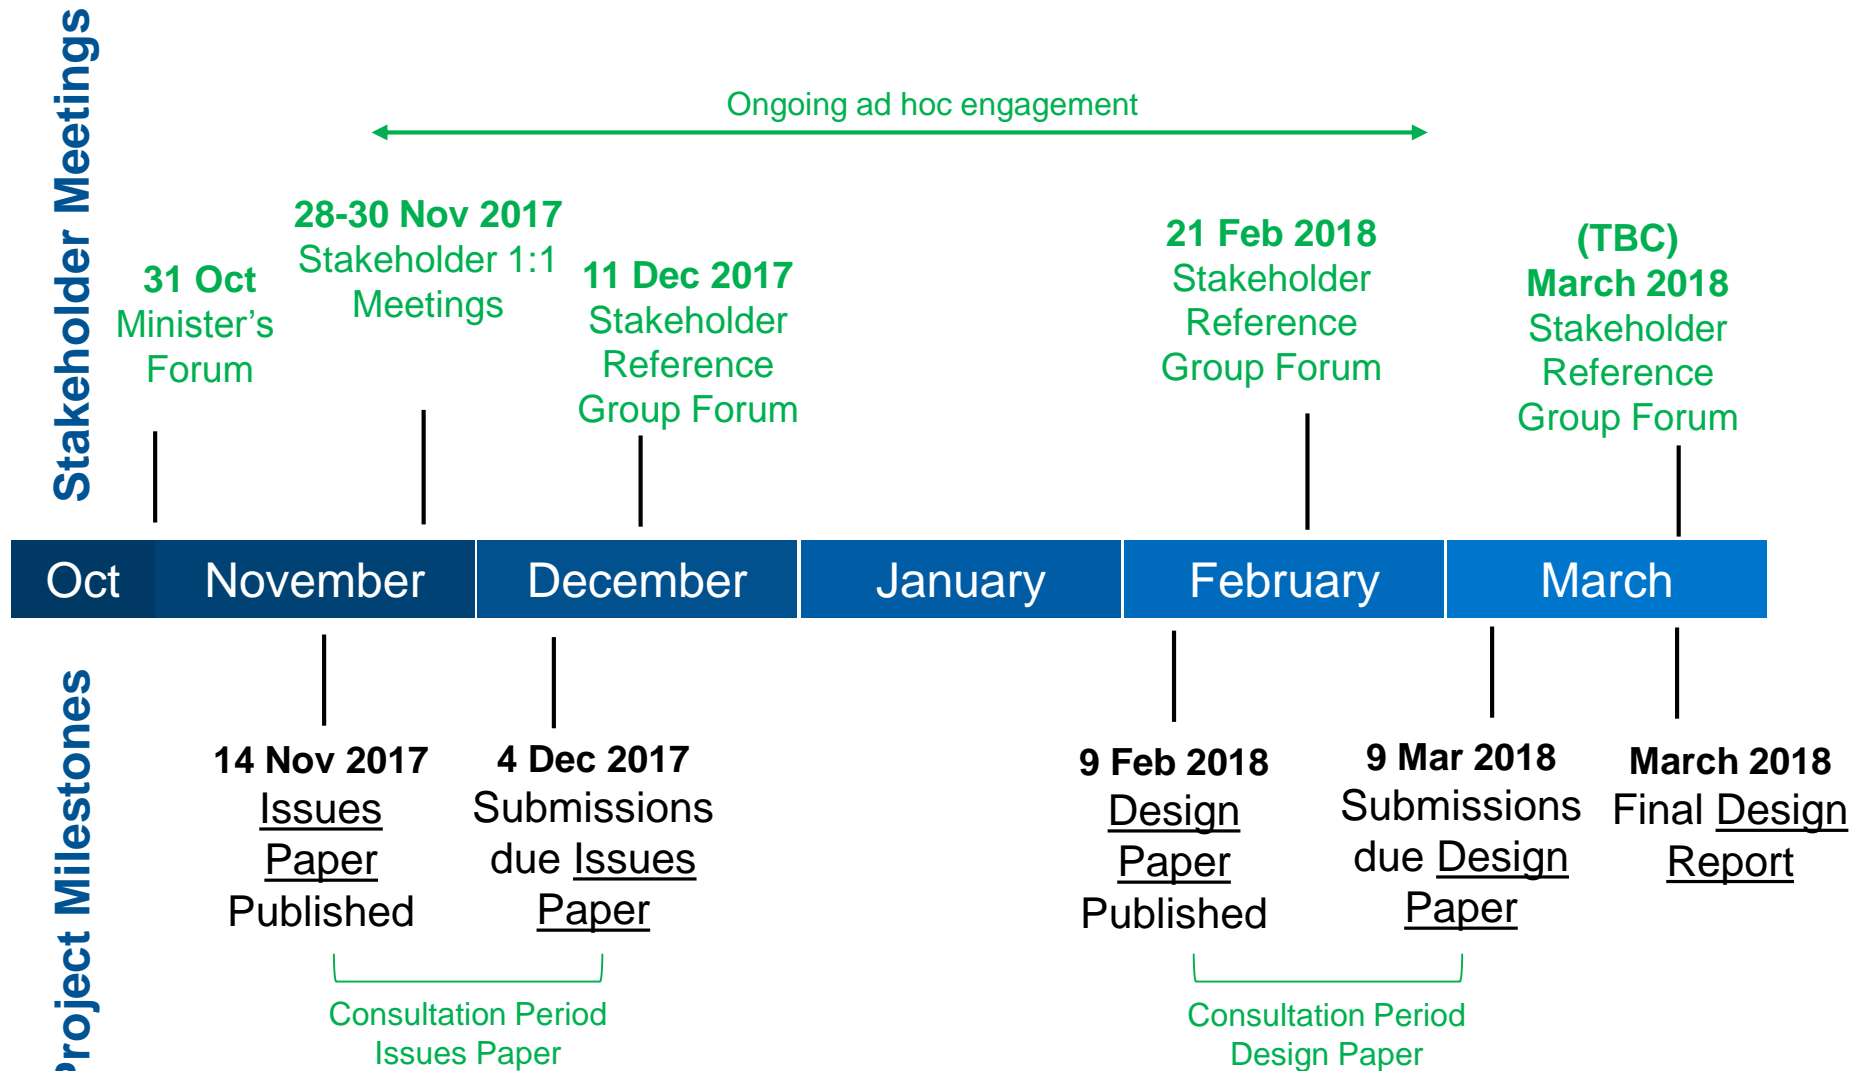 Stakeholder Meetings
Ongoing ad hoc engagement
31 Oct
Minister’s
Forum
28-30 Nov 2017
Stakeholder 1:1
Meetings
11 Dec 2017
Stakeholder
Reference
Group Forum
21 Feb 2018
Stakeholder
Reference
Group Forum
(TBC)
March 2018
Stakeholder
Reference
Group Forum
Oct
November
December
January
February
March
Project Milestones
14 Nov 2017
Issues
Paper
Published
4 Dec 2017
Submissions
due Issues
Paper
9 Feb 2018
Design
Paper
Published
9 Mar 2018
Submissions
due Design
Paper
March 2018
Final Design
Report
Consultation Period
Issues Paper
Consultation Period
Design Paper